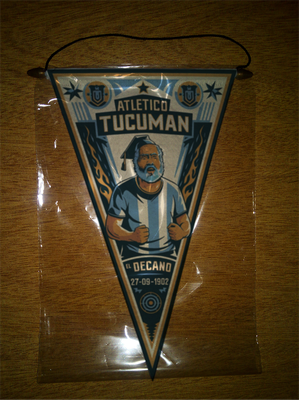 ATLETICO
TUCUMAN
EL DECANO
27-09-1902